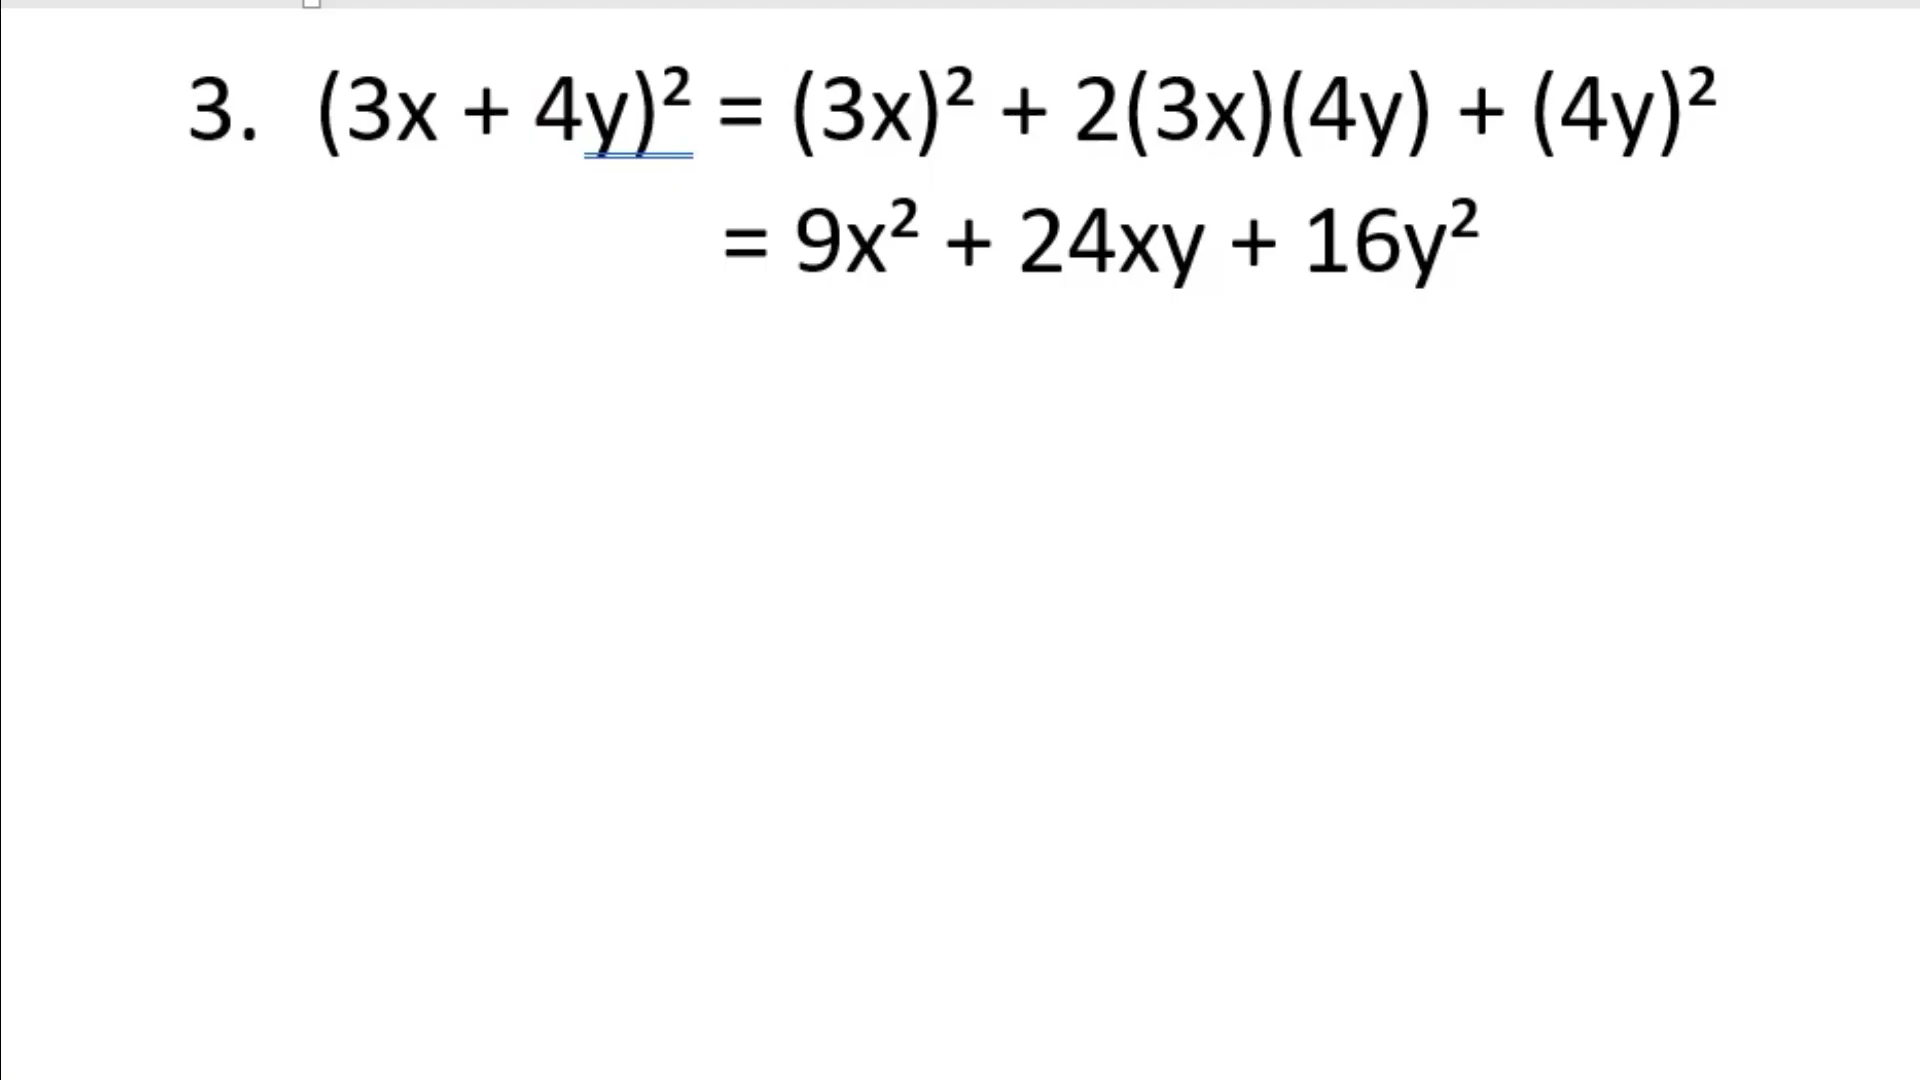 3. (3x + 4y)² = (3x)² + 2(3x)(4y) + (4y)²
= 9x² + 24xy + 16y²